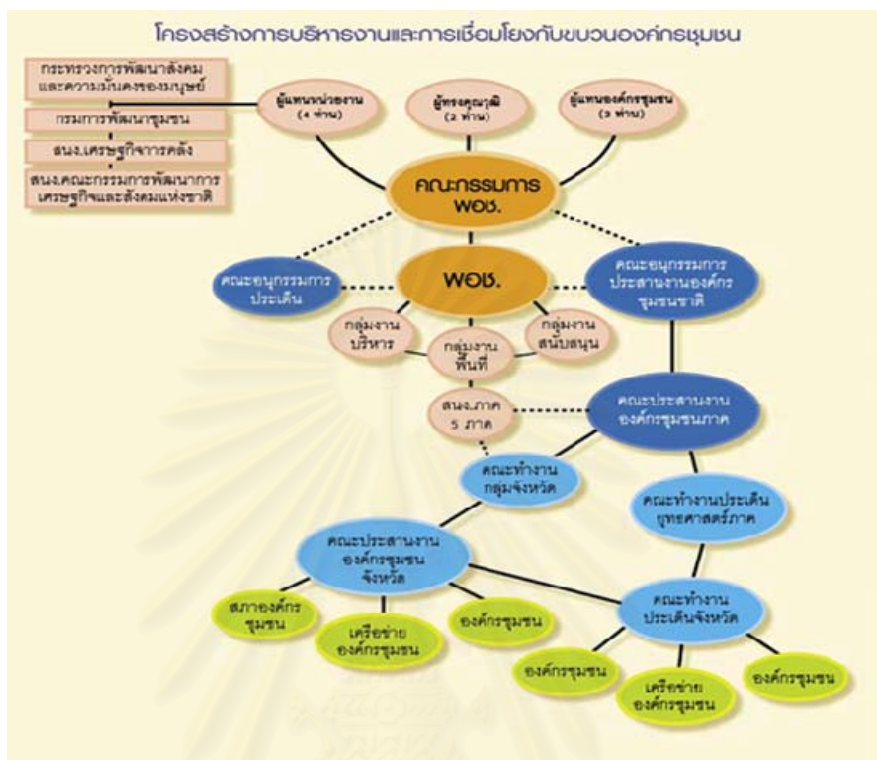 โครงสร้างการบริหารงานและการเชื่อมโยงกับขบวนองค์กรชุมชน
กระทรวงการพัฒนาสังคม
และความมั่นคงของมนุษย์
กรมการพัฒนาชุมชน
สนง.เศรษฐกิจการคลัง
สนง.คณะกรรมการพัฒนาการ
เศรษฐกิจและสังคมแห่งชาติ
ผู้แทนหน่วยงาน
(4 ท่าน)
ผู้ทรงคุณวุฒิ
(2 ท่าน)
ผู้แทนองค์กรชุมชน
(3 ท่าน)
คณะกรรมการ
พอช.
คณะอนุกรรมการ
ประเด็น
พอช.
คณะอนุกรรมการ
ประสานงานองค์กร
ชุมชนชาติ
กลุ่มงาน
บริหาร
กลุ่มงาน
พื้นที่
กลุ่มงาน
สนับสนุน
สนง.ภาค
5 ภาค
คณะประสานงาน
องค์กรชุมชนภาค
คณะทำงาน
กลุ่มจังหวัด
คณะทำงานประเด็น
ยุทธศาสตร์ภาค
คณะประสานงาน
องค์กรชุมชน
จังหวัด
คณะทำงาน
ประเด็นจังหวัด
สภาองค์กร
ชุมชน
เครือข่าย
องค์กรชุมชน
องค์กรชุมชน
องค์กรชุมชน
เครือข่าย
องค์กรชุมชน
องค์กรชุมชน